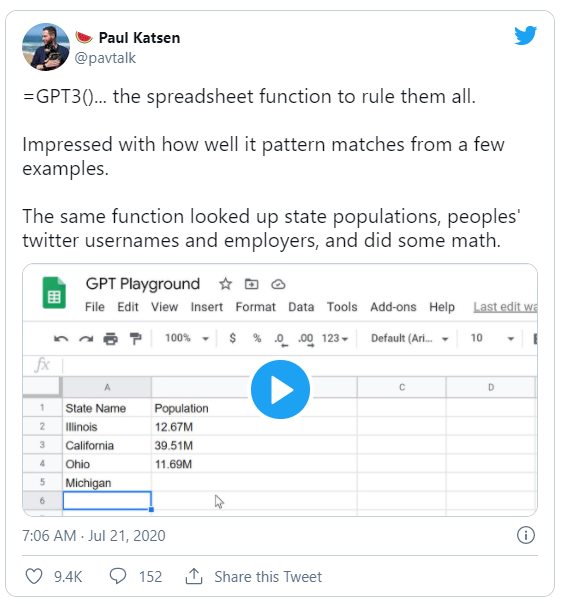 🍉 Paul Katsen
@pavtalk
=GPT3()... the spreadsheet function to rule them all.
Impressed with how well it pattern matches from a few
examples.
The same function looked up state populations, peoples'
twitter usernames and employers, and did some math.
GPT Playground
File Edit View Insert Format Data Tools Add-ons Help Last edit wa
100% $ % .0 .00 123 Default (Ari... 10
fx
A C D
1 State Name Population
2 Illinois 12.67M
3 California 39.51M
4 Ohio 11.69M
5 Michigan
6
7:06 AM · Jul 21, 2020
9.4K 152 Share this Tweet